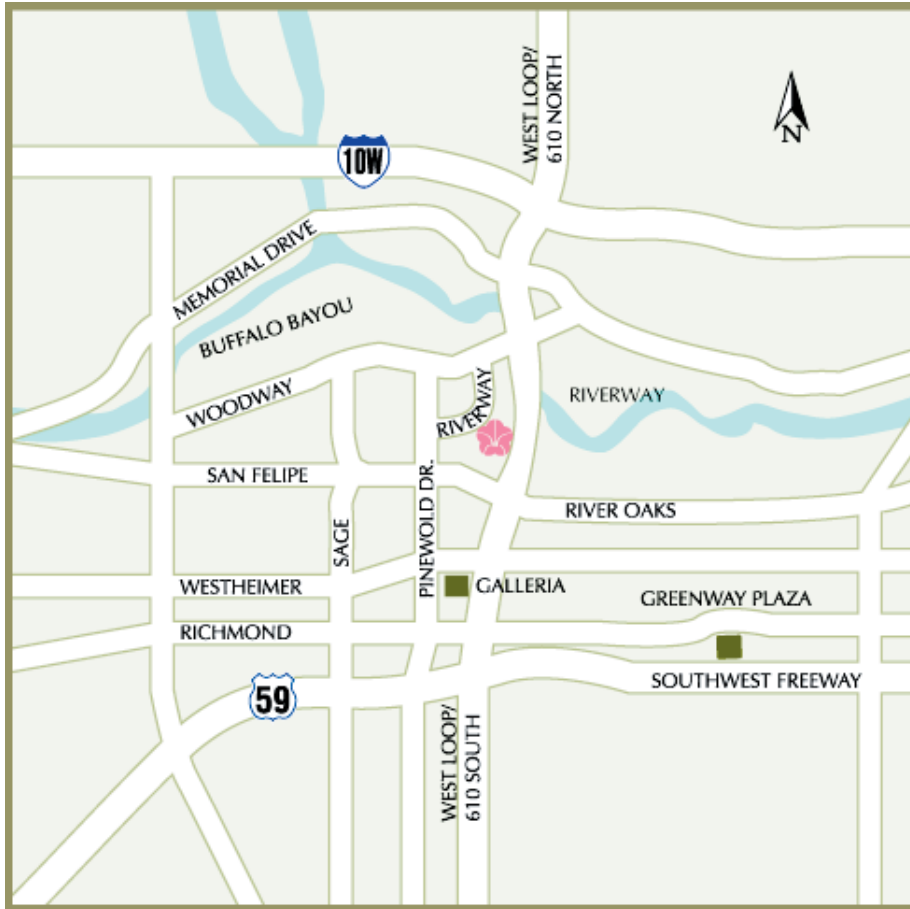 WEST LOOP/
610 NORTH
N
10W
MEMORIAL DRIVE
BUFFALO BAYOU
WOODWAY
RIVERWAY
RIVERWAY
SAN FELIPE
PINEWOLD DR.
RIVER OAKS
SAGE
WESTHEIMER
GALLERIA
GREENWAY PLAZA
RICHMOND
SOUTHWEST FREEWAY
59
WEST LOOP/
610 SOUTH